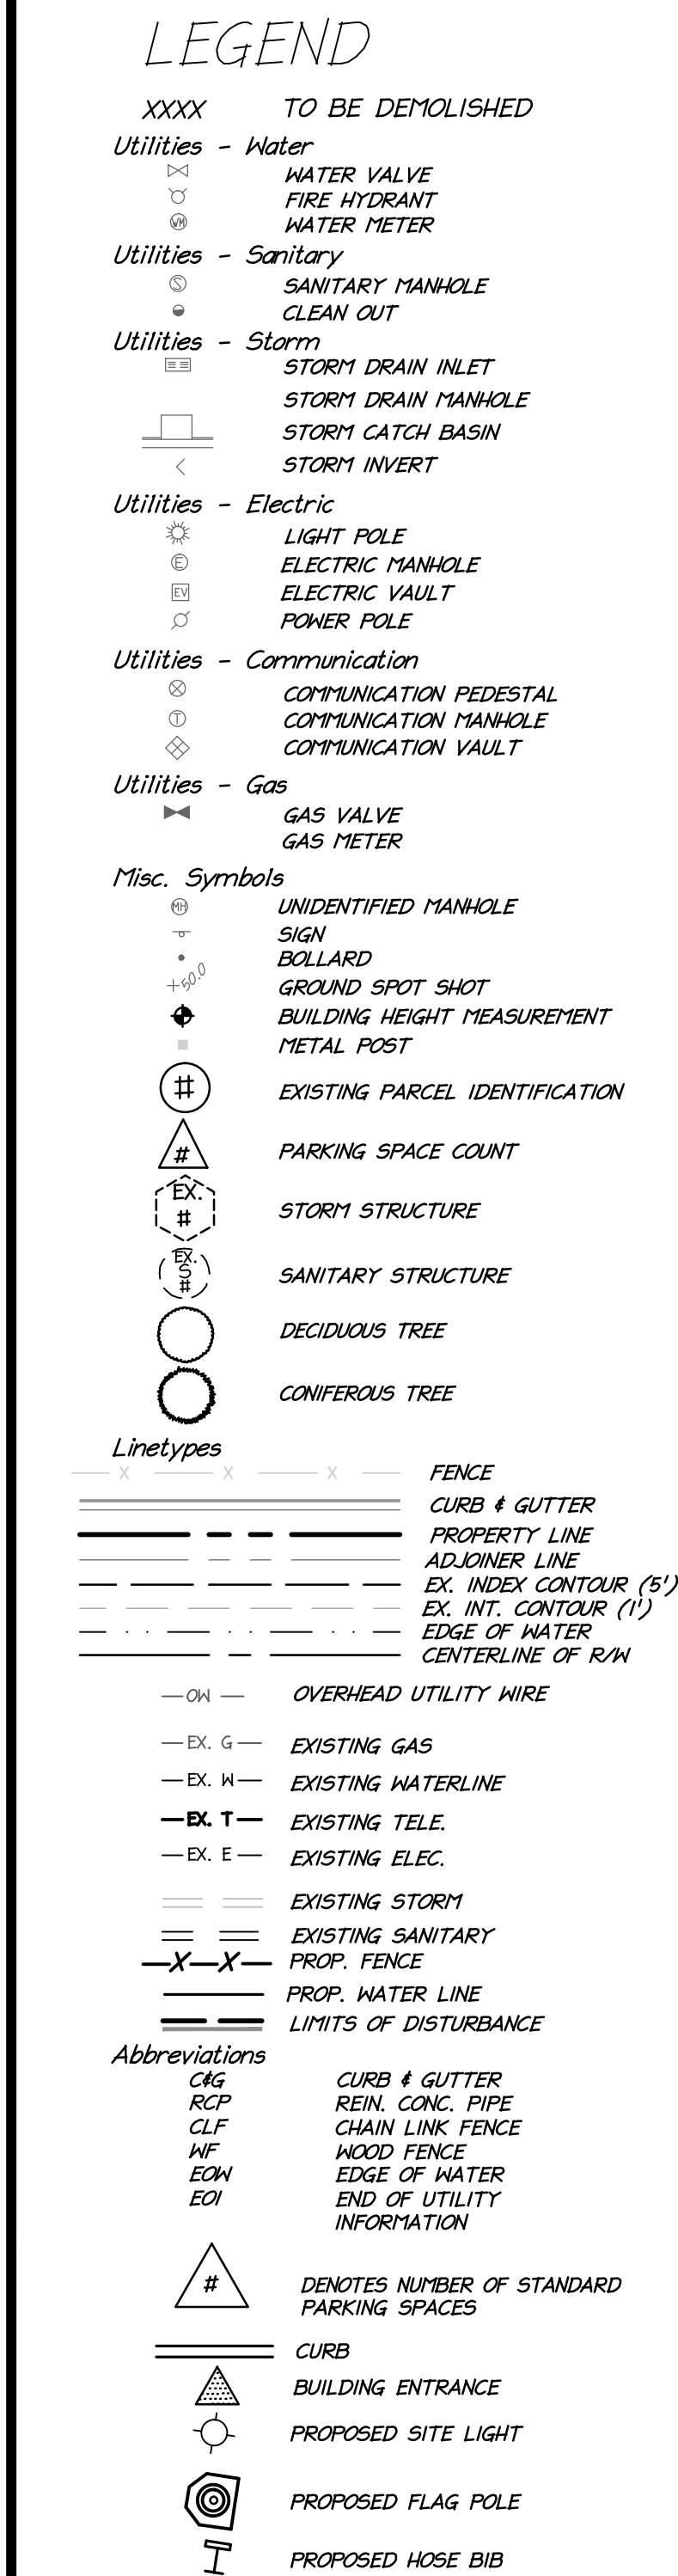 LEGEND
XXXX TO BE DEMOLISHED
Utilities - Water
WATER VALVE
FIRE HYDRANT
WM WATER METER
Utilities - Sanitary
S SANITARY MANHOLE
CLEAN OUT
Utilities - Storm
STORM DRAIN INLET
STORM DRAIN MANHOLE
STORM CATCH BASIN
STORM INVERT
Utilities - Electric
LIGHT POLE
E ELECTRIC MANHOLE
EV ELECTRIC VAULT
POWER POLE
Utilities - Communication
COMMUNICATION PEDESTAL
T COMMUNICATION MANHOLE
COMMUNICATION VAULT
Utilities - Gas
GAS VALVE
GAS METER
Misc. Symbols
MH UNIDENTIFIED MANHOLE
SIGN
BOLLARD
+50.0 GROUND SPOT SHOT
BUILDING HEIGHT MEASUREMENT
METAL POST
# EXISTING PARCEL IDENTIFICATION
# PARKING SPACE COUNT
EX.
# STORM STRUCTURE
EX.
S SANITARY STRUCTURE
#
DECIDUOUS TREE
CONIFEROUS TREE
Linetypes
X X X FENCE
CURB & GUTTER
PROPERTY LINE
ADJOINER LINE
EX. INDEX CONTOUR (5')
EX. INT. CONTOUR (1')
EDGE OF WATER
CENTERLINE OF R/W
OW OVERHEAD UTILITY WIRE
EX. G EXISTING GAS
EX. W EXISTING WATERLINE
EX. T EXISTING TELE.
EX. E EXISTING ELEC.
EXISTING STORM
EXISTING SANITARY
X X PROP. FENCE
PROP. WATER LINE
LIMITS OF DISTURBANCE
Abbreviations
C&G CURB & GUTTER
RCP REIN. CONC. PIPE
CLF CHAIN LINK FENCE
WF WOOD FENCE
EOW EDGE OF WATER
EOI END OF UTILITY
INFORMATION
# DENOTES NUMBER OF STANDARD
PARKING SPACES
CURB
BUILDING ENTRANCE
PROPOSED SITE LIGHT
PROPOSED FLAG POLE
PROPOSED HOSE BIB